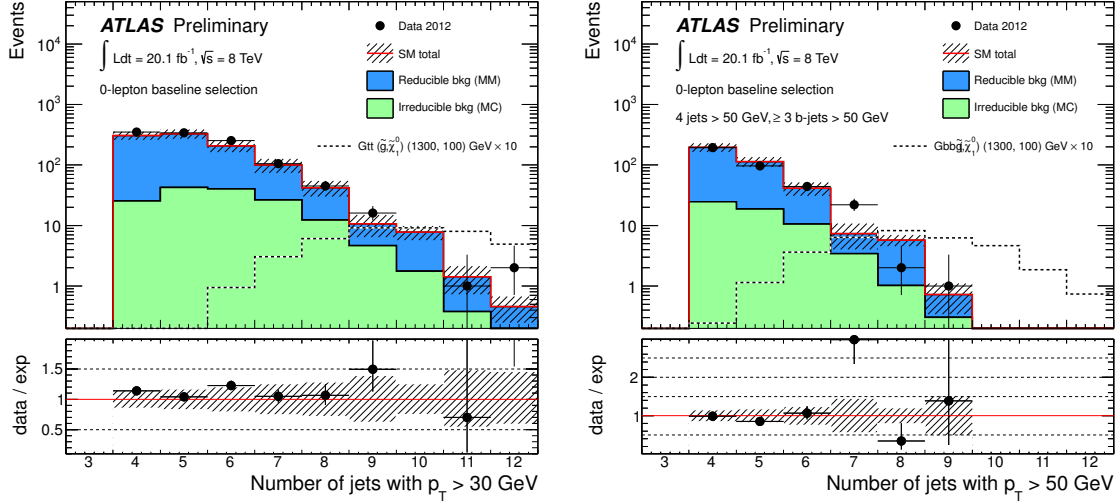 Events
ATLAS Preliminary
∫ Ldt = 20.1 fb⁻¹, √s = 8 TeV
0-lepton baseline selection
Data 2012
SM total
Reducible bkg (MM)
Irreducible bkg (MC)
Gtt (g̃,χ̃₁⁰) (1300, 100) GeV × 10
10⁴
10³
10²
10
1
data / exp
1.5
1
0.5
3 4 5 6 7 8 9 10 11 12
Number of jets with p_T > 30 GeV
Events
ATLAS Preliminary
∫ Ldt = 20.1 fb⁻¹, √s = 8 TeV
0-lepton baseline selection
4 jets > 50 GeV, ≥ 3 b-jets > 50 GeV
Data 2012
SM total
Reducible bkg (MM)
Irreducible bkg (MC)
Gbbg̃,χ̃₁⁰) (1300, 100) GeV × 10
10⁴
10³
10²
10
1
data / exp
2
1
3 4 5 6 7 8 9 10 11 12
Number of jets with p_T > 50 GeV